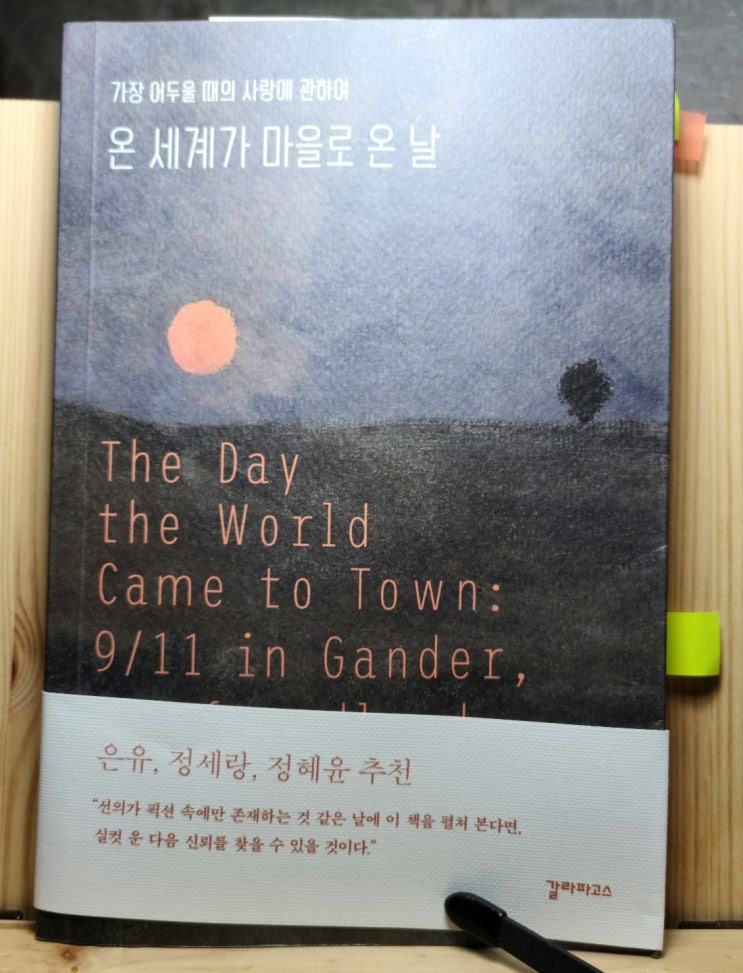 가장 어두울 때의 사랑에 관하여
온 세계가 마을로 온 날
The Day
the World
Came to Town:
9/11 in Gander,
은유, 정세랑, 정혜윤 추천
“선의가 픽션 속에만 존재하는 것 같은 날에 이 책을 펼쳐 본다면,
실컷 운 다음 신뢰를 찾을 수 있을 것이다.”
갈라파고스